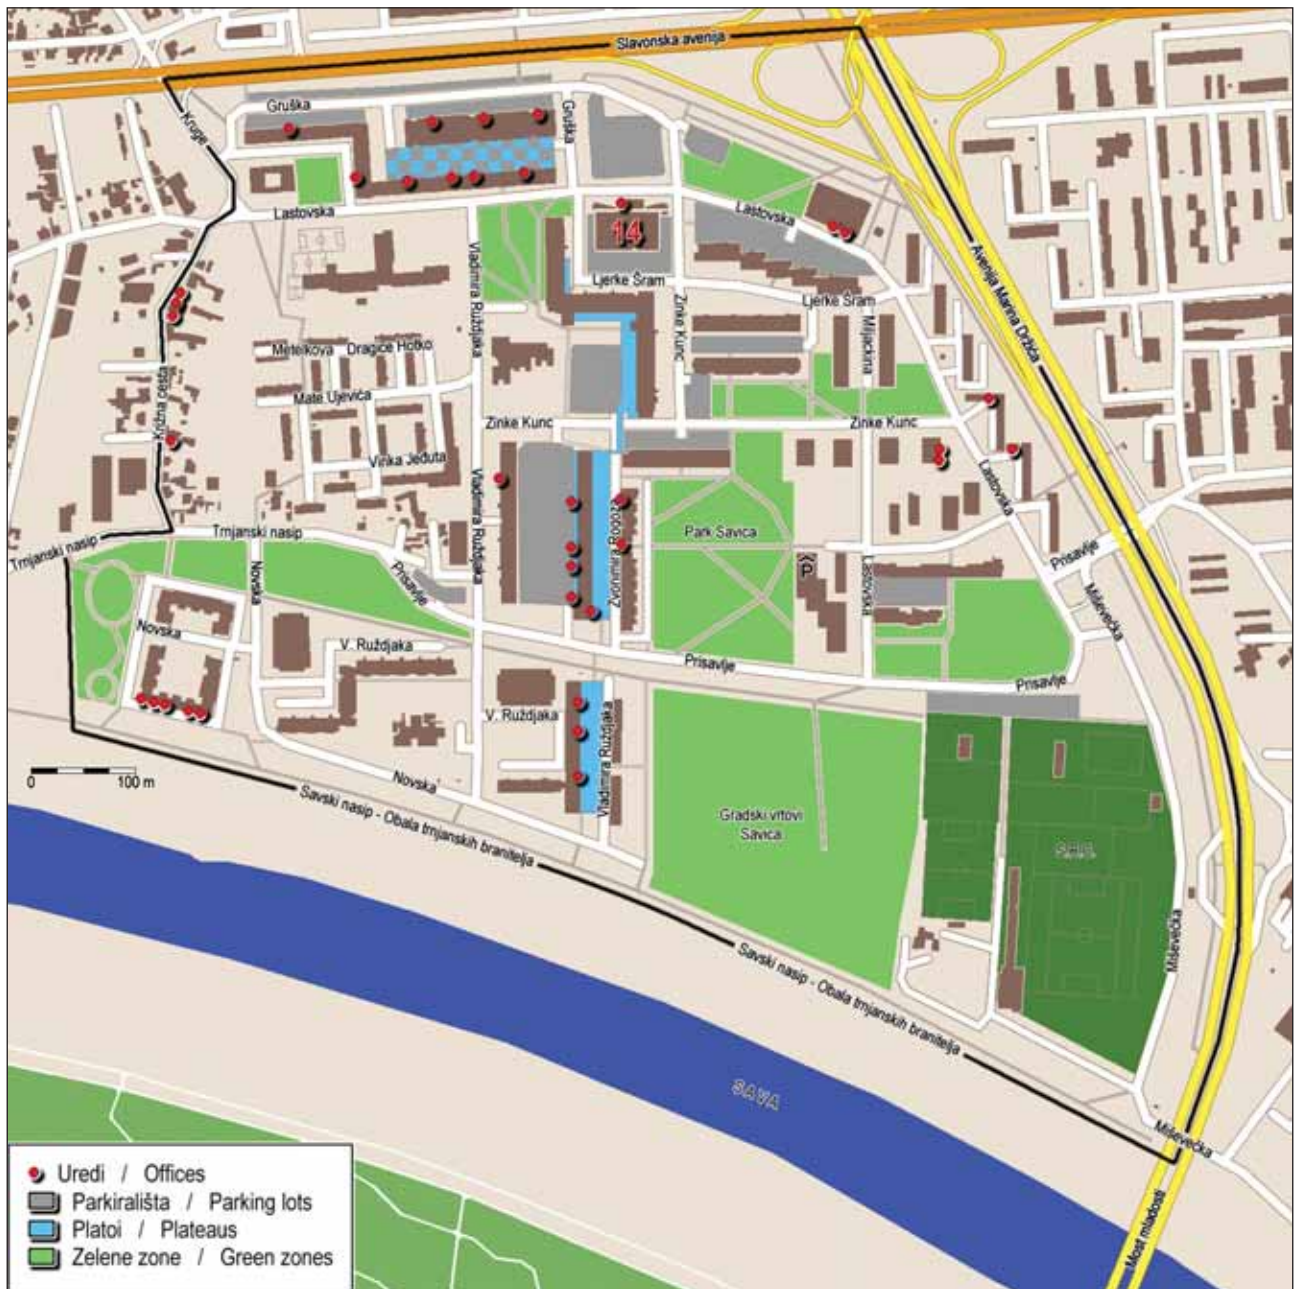 Slavonska avenija
Gruška
Gruška
Kruge
Lastovska
Lastovska
14
Vladimira Ruždjaka
Ljerke Šram
Ljerke Šram
Zinke Kunc
Miljackina
Avenija Marina Držića
Metelkova
Dragice Hotko
Mate Ujevića
Križna cesta
Zinke Kunc
Zinke Kunc
Vinka Jeđuta
Vladimira Ruždjaka
Lastovska
Zvonimira Rogoza
Park Savica
P
Trnjanski nasip
Trnjanski nasip
Prisavlje
Prisavlje
Novska
Lastovska
Miševečka
Novska
V. Ruždjaka
Prisavlje
Prisavlje
V. Ruždjaka
Vladimira Ruždjaka
0 100 m
Novska
Savski nasip - Obala trnjanskih branitelja
Gradski vrtovi
Savica
Š.R.C.
Miševečka
Savski nasip - Obala trnjanskih branitelja
SAVA
Miševečka
Most mladosti
Uredi / Offices
Parkirališta / Parking lots
Platoi / Plateaus
Zelene zone / Green zones